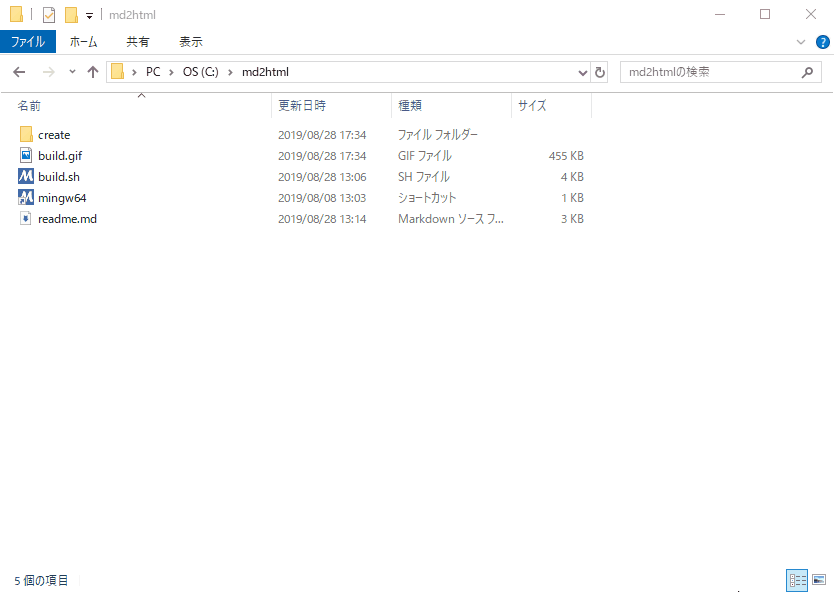 md2html
ファイル ホーム 共有 表示
PC OS (C:) md2html md2htmlの検索
名前 更新日時 種類 サイズ
create 2019/08/28 17:34 ファイル フォルダー
build.gif 2019/08/28 17:34 GIF ファイル 455 KB
build.sh 2019/08/28 13:06 SH ファイル 4 KB
mingw64 2019/08/08 13:03 ショートカット 1 KB
readme.md 2019/08/28 13:14 Markdown ソース フ... 3 KB
5 個の項目